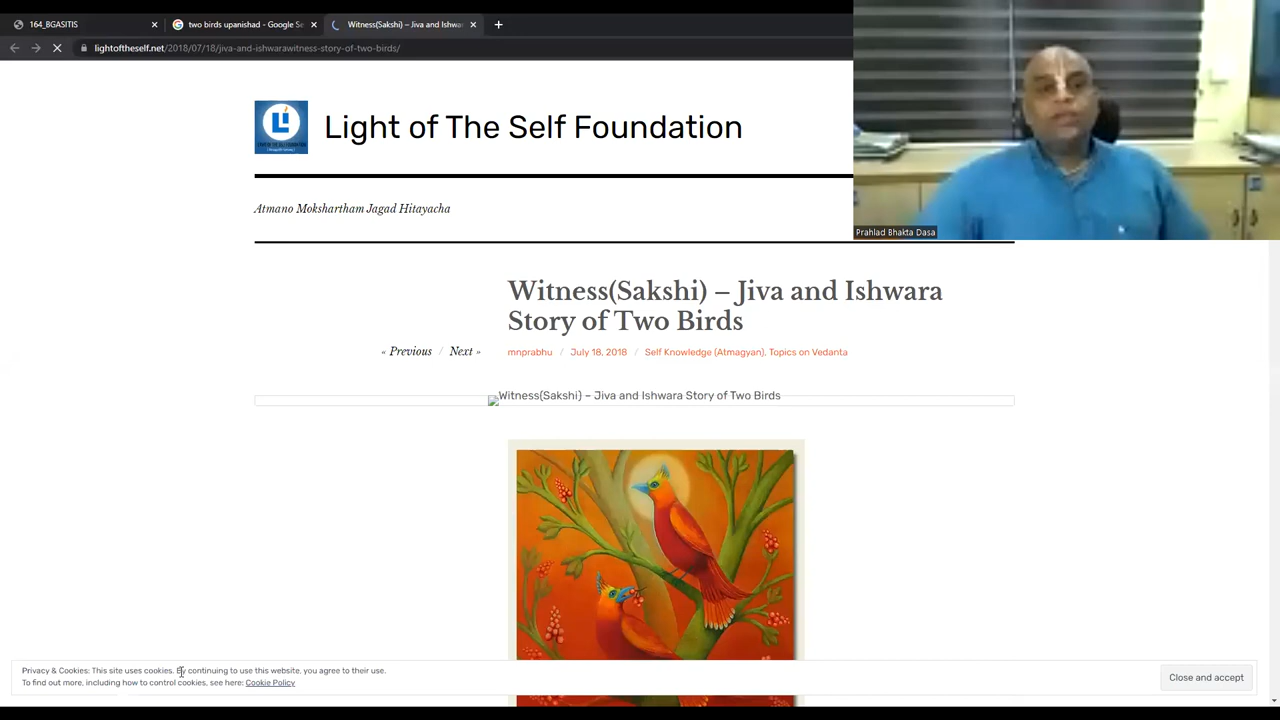 164_BGASITIS
two birds upanishad - Google Se
Witness(Sakshi) – Jiva and Ishwar
lightoftheself.net/2018/07/18/jiva-and-ishwarawitness-story-of-two-birds/
Light of The Self Foundation
Atmano Mokshartham Jagad Hitayacha
Prahlad Bhakta Dasa
Witness(Sakshi) – Jiva and Ishwara
Story of Two Birds
« Previous / Next »
mnprabhu / July 18, 2018 / Self Knowledge (Atmagyan), Topics on Vedanta
Witness(Sakshi) – Jiva and Ishwara Story of Two Birds
Privacy & Cookies: This site uses cookies. By continuing to use this website, you agree to their use.
To find out more, including how to control cookies, see here: Cookie Policy
Close and accept